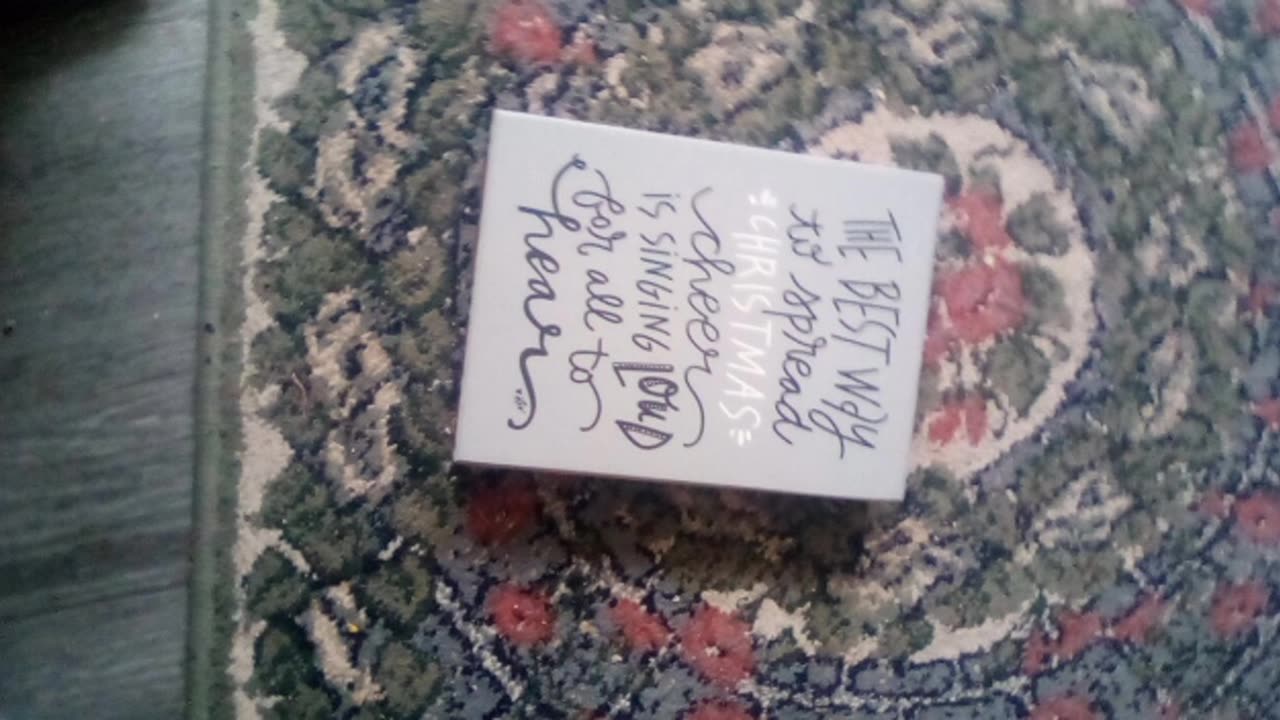 THE BEST WAY
to spread
CHRISTMAS
cheer
IS SINGING LOUD
for all to
hear